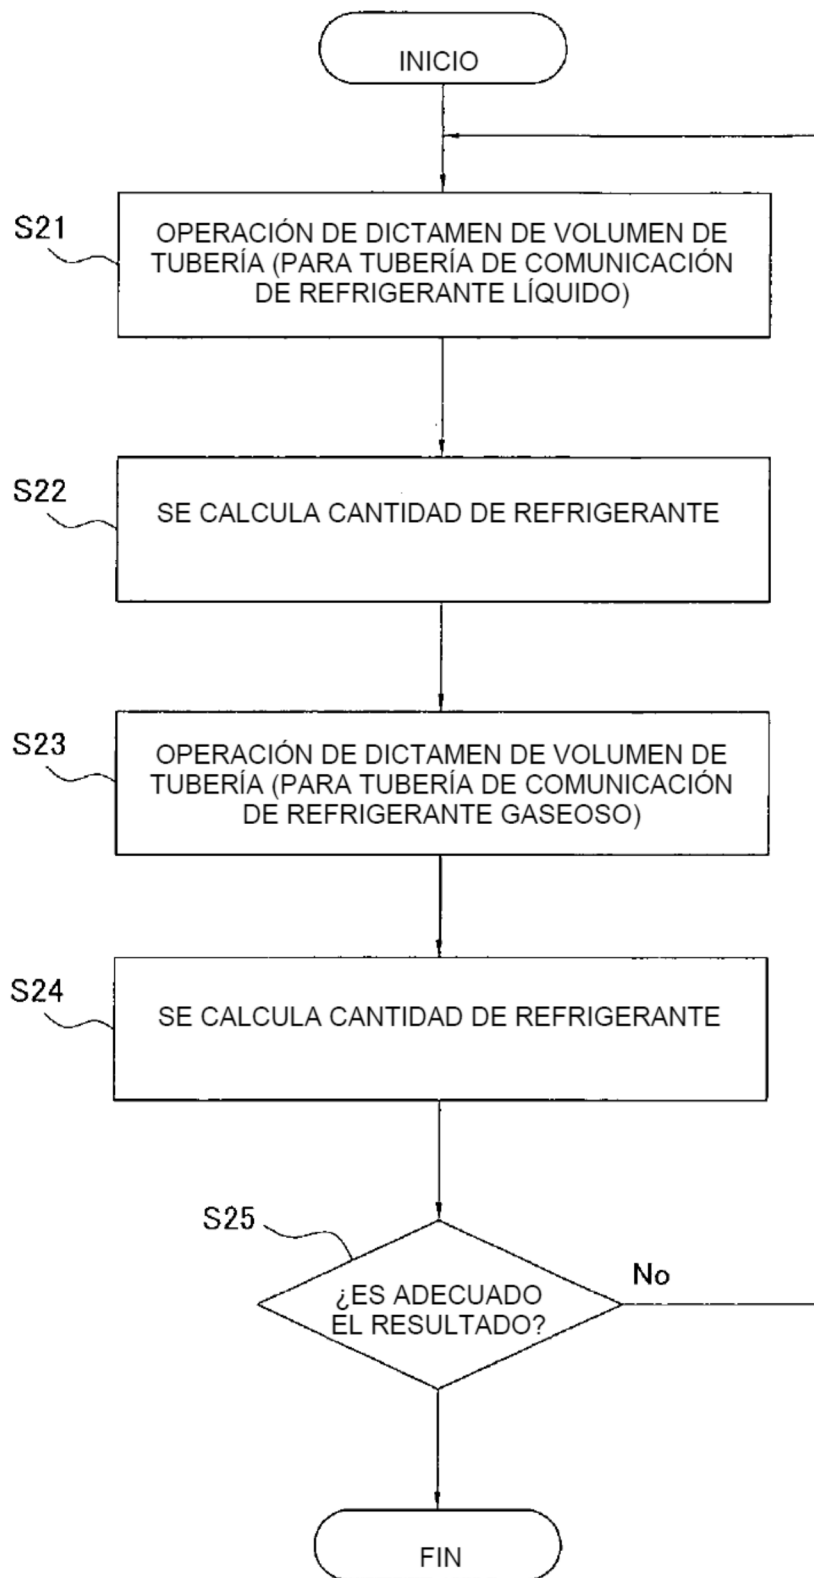 INICIO
S21
OPERACIÓN DE DICTAMEN DE VOLUMEN DE
TUBERÍA (PARA TUBERÍA DE COMUNICACIÓN
DE REFRIGERANTE LÍQUIDO)
S22
SE CALCULA CANTIDAD DE REFRIGERANTE
S23
OPERACIÓN DE DICTAMEN DE VOLUMEN DE
TUBERÍA (PARA TUBERÍA DE COMUNICACIÓN
DE REFRIGERANTE GASEOSO)
S24
SE CALCULA CANTIDAD DE REFRIGERANTE
S25
¿ES ADECUADO
EL RESULTADO?
No
FIN